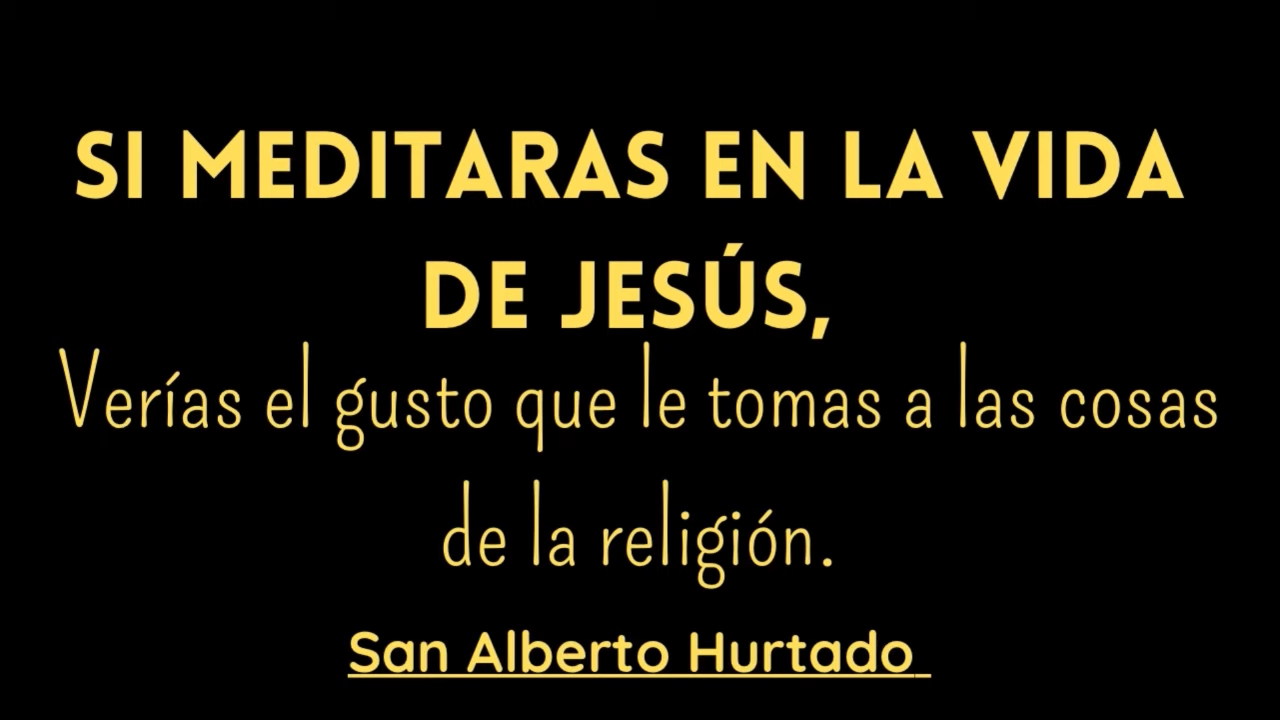 SI MEDITARAS EN LA VIDA
DE JESÚS,
Verías el gusto que le tomas a las cosas
de la religión.
San Alberto Hurtado